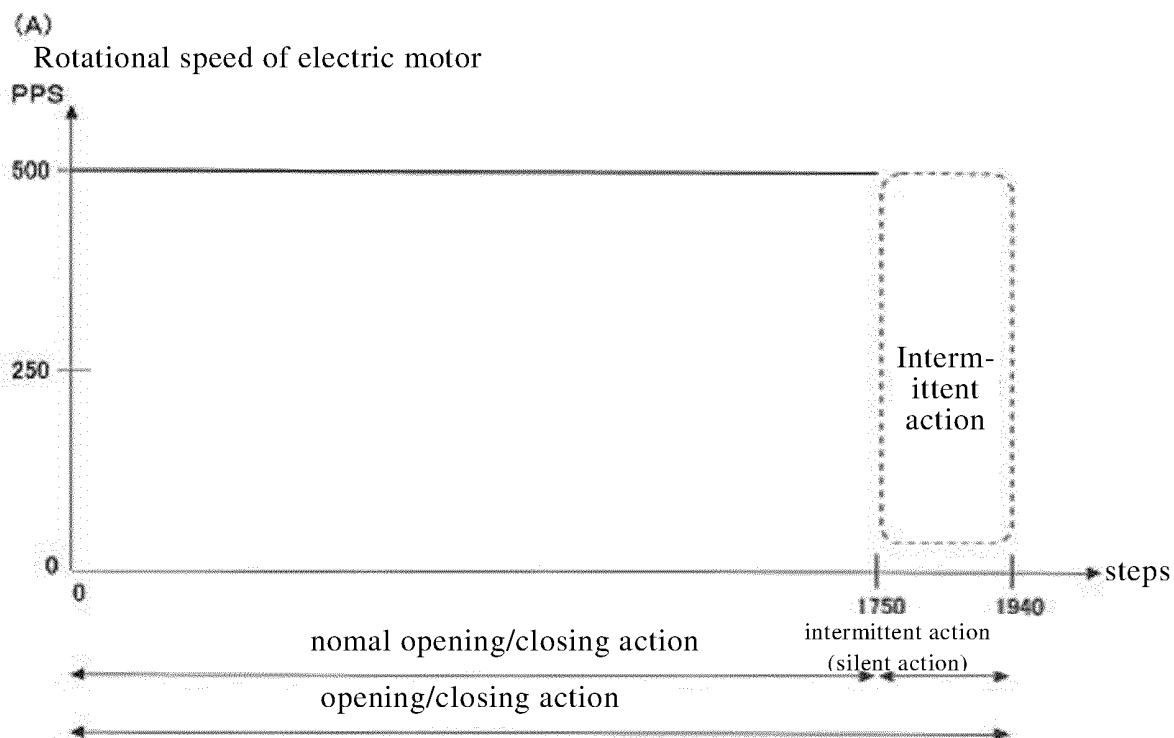 (A)
Rotational speed of electric motor
PPS
500
250
Interm-
ittent
action
0
steps
0
1750
1940
nomal opening/closing action
intermittent action
(silent action)
opening/closing action